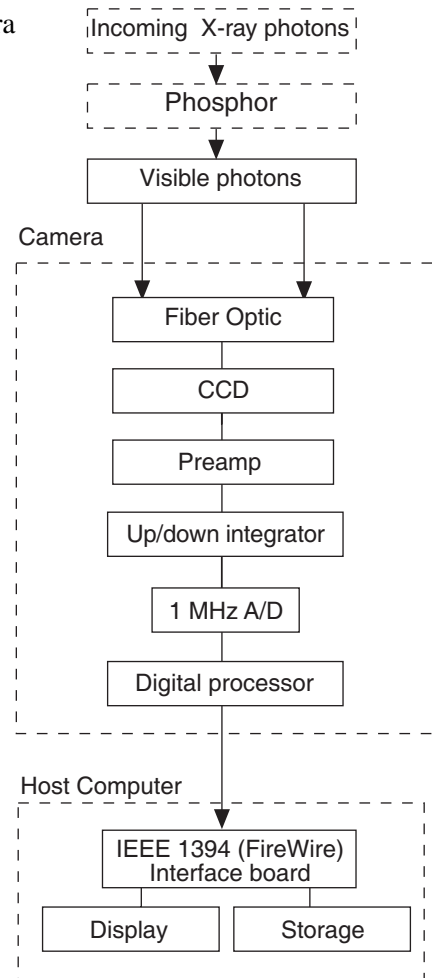 ra
Incoming X-ray photons
Phosphor
Visible photons
Camera
Fiber Optic
CCD
Preamp
Up/down integrator
1 MHz A/D
Digital processor
Host Computer
IEEE 1394 (FireWire)
Interface board
Display
Storage